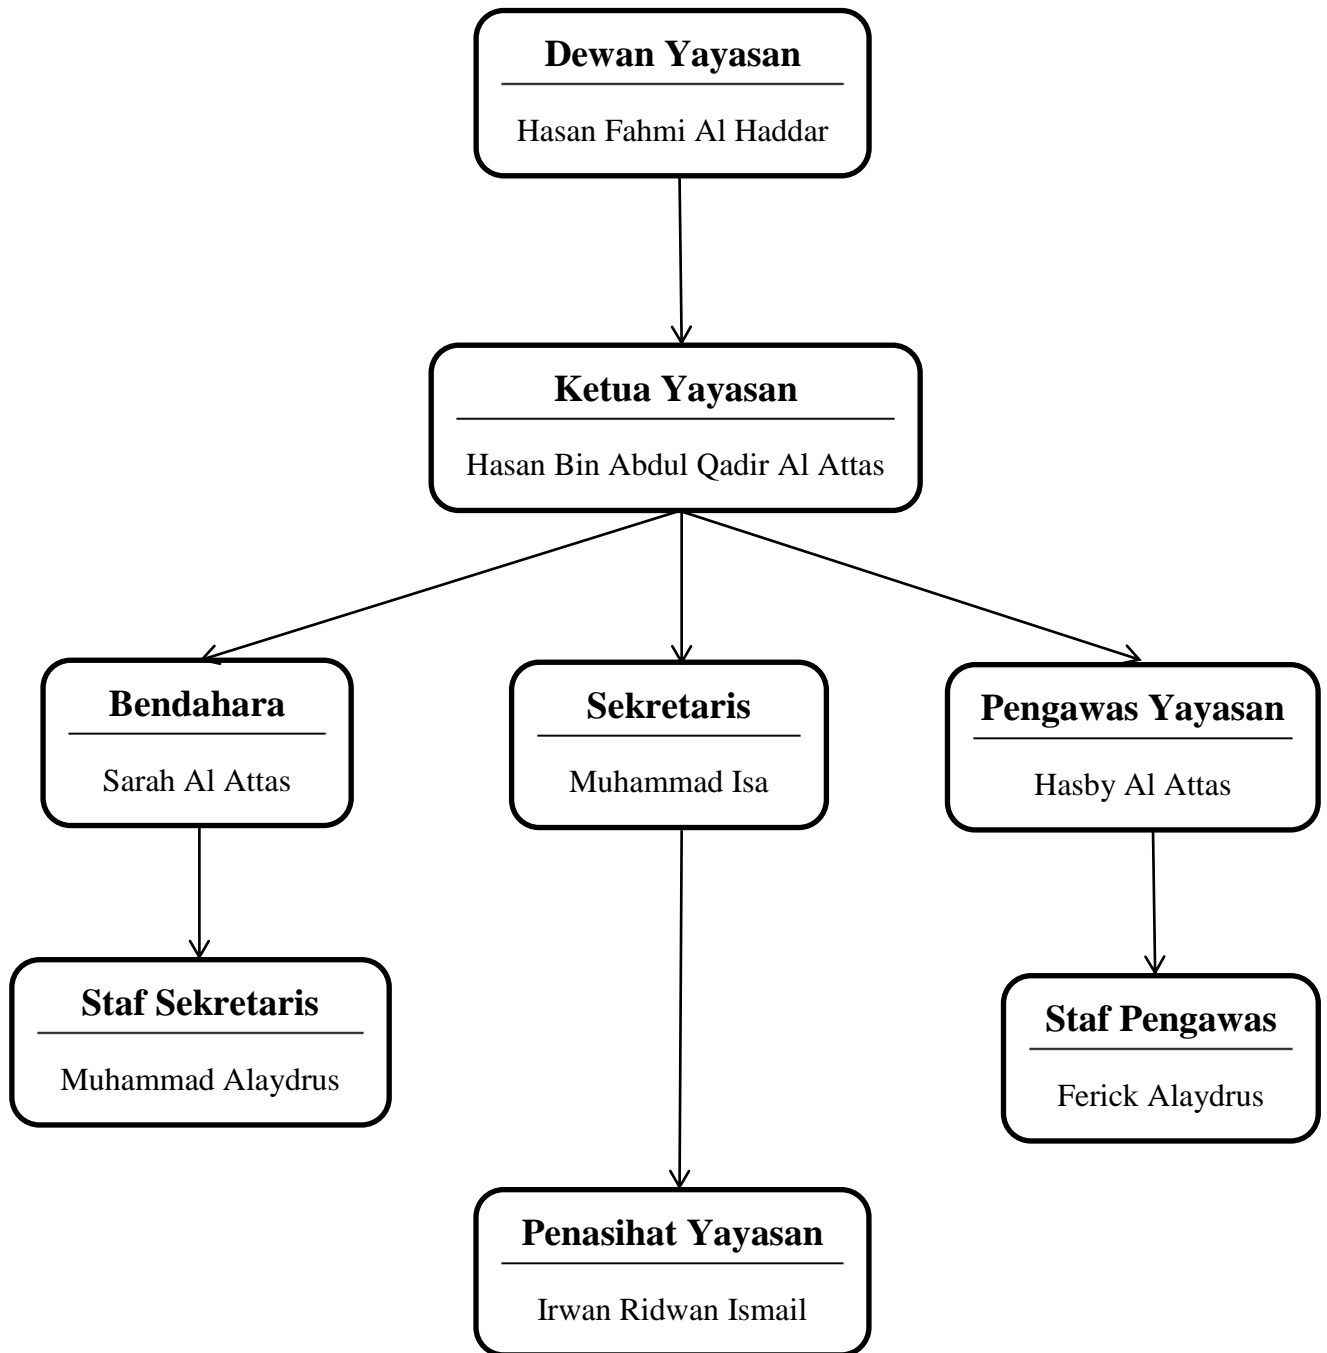 Dewan Yayasan
Hasan Fahmi Al Haddar
Ketua Yayasan
Hasan Bin Abdul Qadir Al Attas
Bendahara
Sarah Al Attas
Sekretaris
Muhammad Isa
Pengawas Yayasan
Hasby Al Attas
Staf Sekretaris
Muhammad Alaydrus
Staf Pengawas
Ferick Alaydrus
Penasihat Yayasan
Irwan Ridwan Ismail